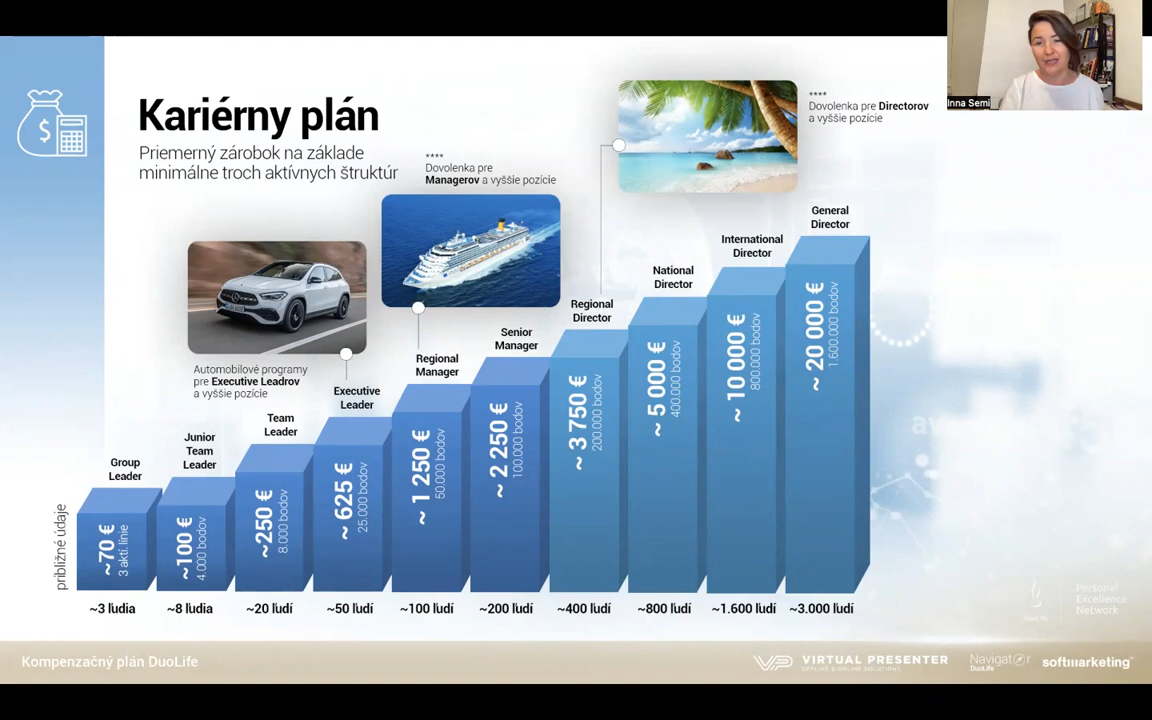 Kariérny plán
Priemerný zárobok na základe
minimálne troch aktívnych štruktúr
****
Dovolenka pre
Managerov a vyššie pozície
****
Dovolenka pre Directorov
a vyššie pozície
Inna Semi
Automobilové programy
pre Executive Leadrov
a vyššie pozície
Group
Leader
Junior
Team
Leader
Team
Leader
Executive
Leader
Regional
Manager
Senior
Manager
Regional
Director
National
Director
International
Director
General
Director
približné údaje
~70 €
3 aktí. línie
~100 €
4.000 bodov
~250 €
8.000 bodov
~ 625 €
25.000 bodov
~ 1 250 €
50.000 bodov
~ 2 250 €
100.000 bodov
~ 3 750 €
200.000 bodov
~ 5 000 €
400.000 bodov
~ 10 000 €
800.000 bodov
~ 20 000 €
1.600.000 bodov
~3 ľudia
~8 ľudia
~20 ľudí
~50 ľudí
~100 ľudí
~200 ľudí
~400 ľudí
~800 ľudí
~1.600 ľudí
~3.000 ľudí
Personal
Excellence
Network
Kompenzačný plán DuoLife
VP VIRTUAL PRESENTER
OFFLINE & ONLINE SOLUTIONS
Navigator
DuoLife
softmarketing™